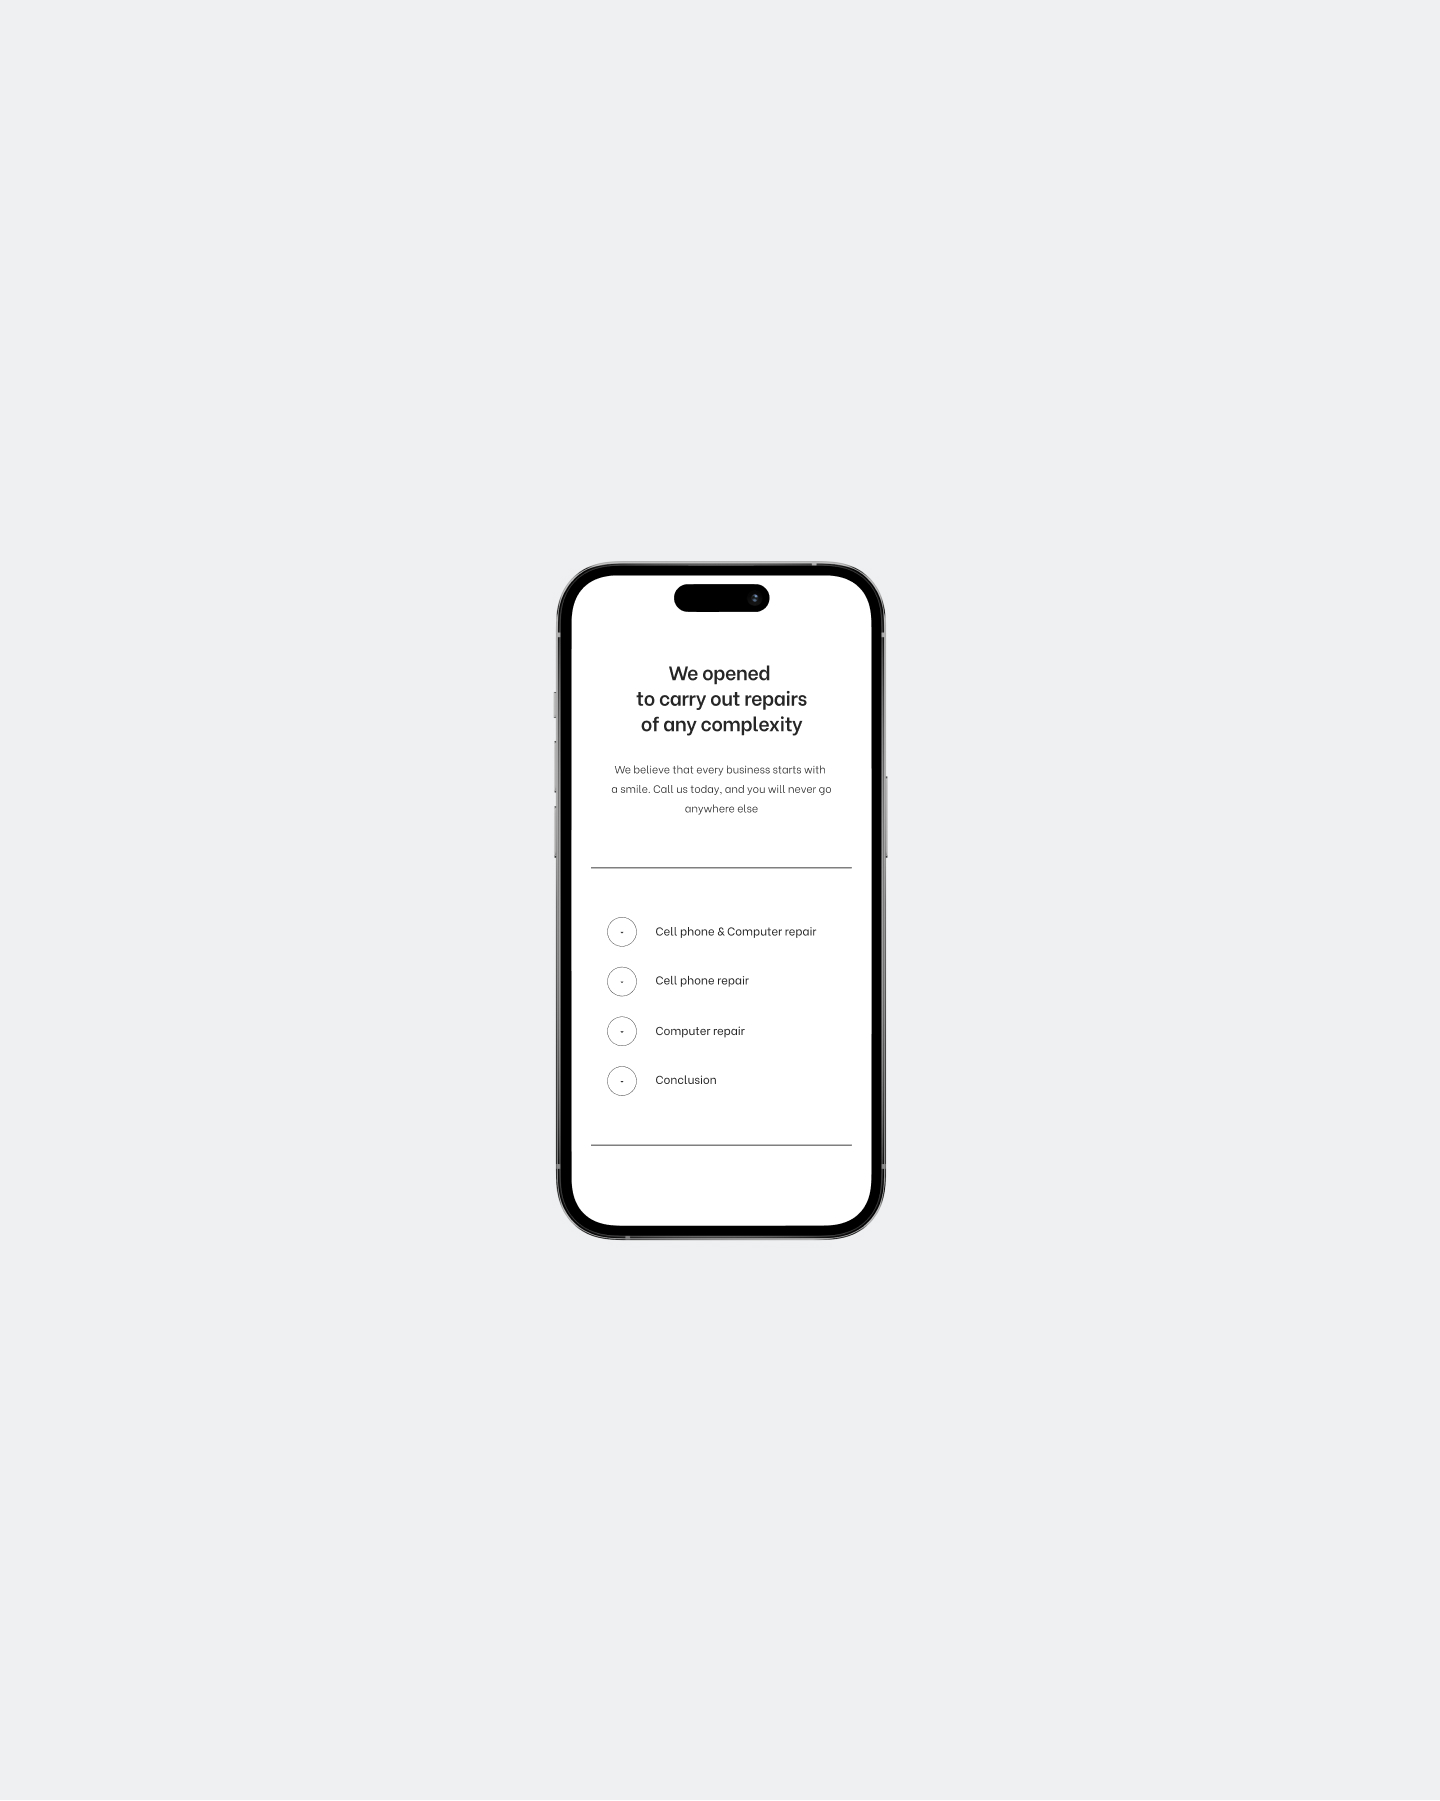 We opened
to carry out repairs
of any complexity
We believe that every business starts with
a smile. Call us today, and you will never go
anywhere else
Cell phone & Computer repair
Cell phone repair
Computer repair
Conclusion